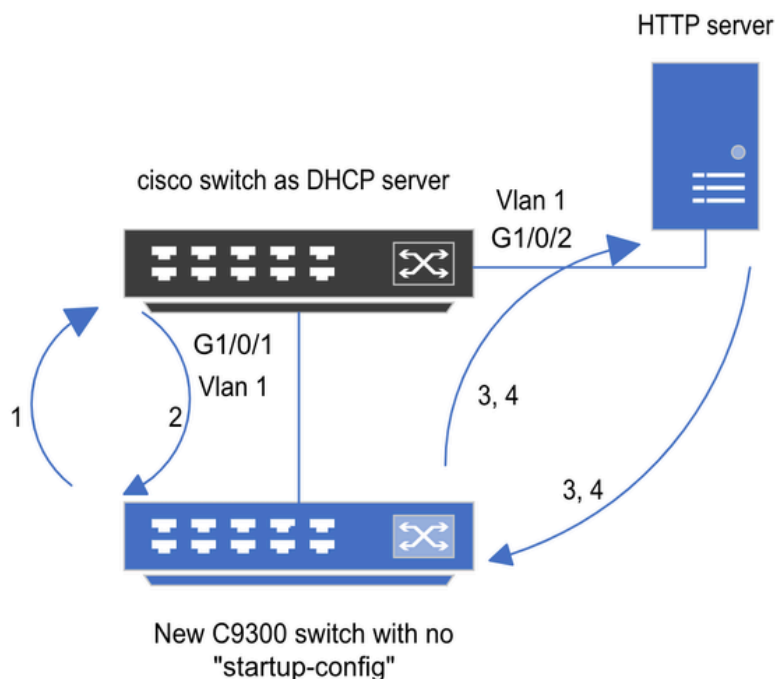 HTTP server
cisco switch as DHCP server
Vlan 1
G1/0/2
G1/0/1
Vlan 1
1
2
3, 4
3, 4
New C9300 switch with no
"startup-config"